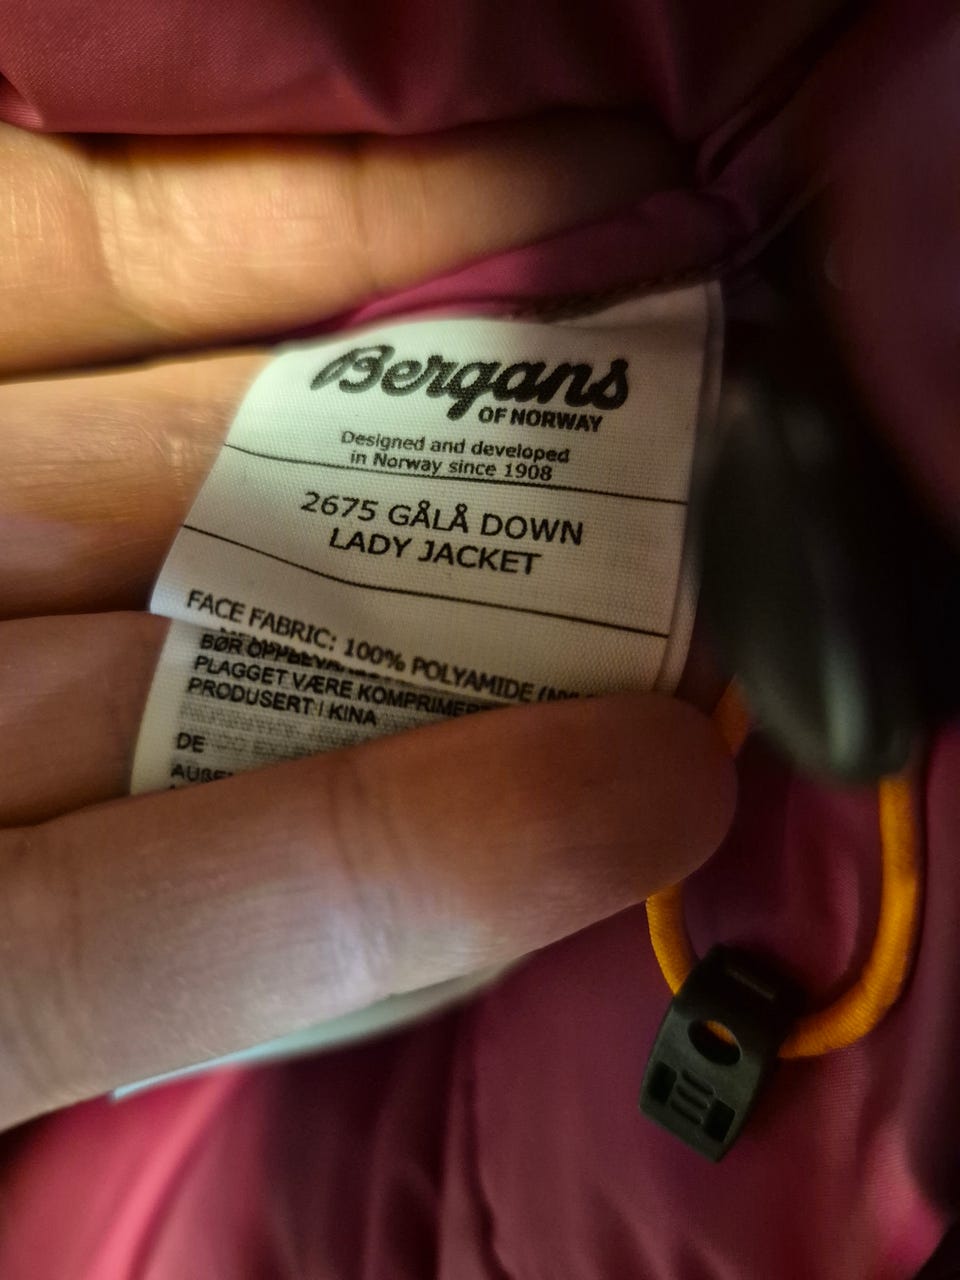 Bergans
OF NORWAY
Designed and developed
in Norway since 1908
2675 GÅLÅ DOWN
LADY JACKET
FACE FABRIC: 100% POLYAMIDE
PLAGGET VÆRE
PRODUSERT I KINA
DE